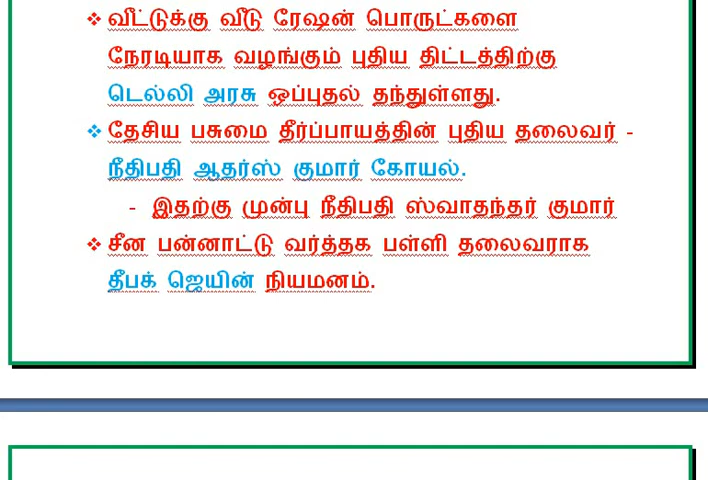 ❖ வீட்டுக்கு வீடு ரேஷன் பொருட்களை
நேரடியாக வழங்கும் புதிய திட்டத்திற்கு
டெல்லி அரசு ஒப்புதல் தந்துள்ளது.
❖ தேசிய பசுமை தீர்ப்பாயத்தின் புதிய தலைவர் -
நீதிபதி ஆதர்ஸ் குமார் கோயல்.
- இதற்கு முன்பு நீதிபதி ஸ்வாதந்தர் குமார்
❖ சீன பன்னாட்டு வர்த்தக பள்ளி தலைவராக
தீபக் ஜெயின் நியமனம்.